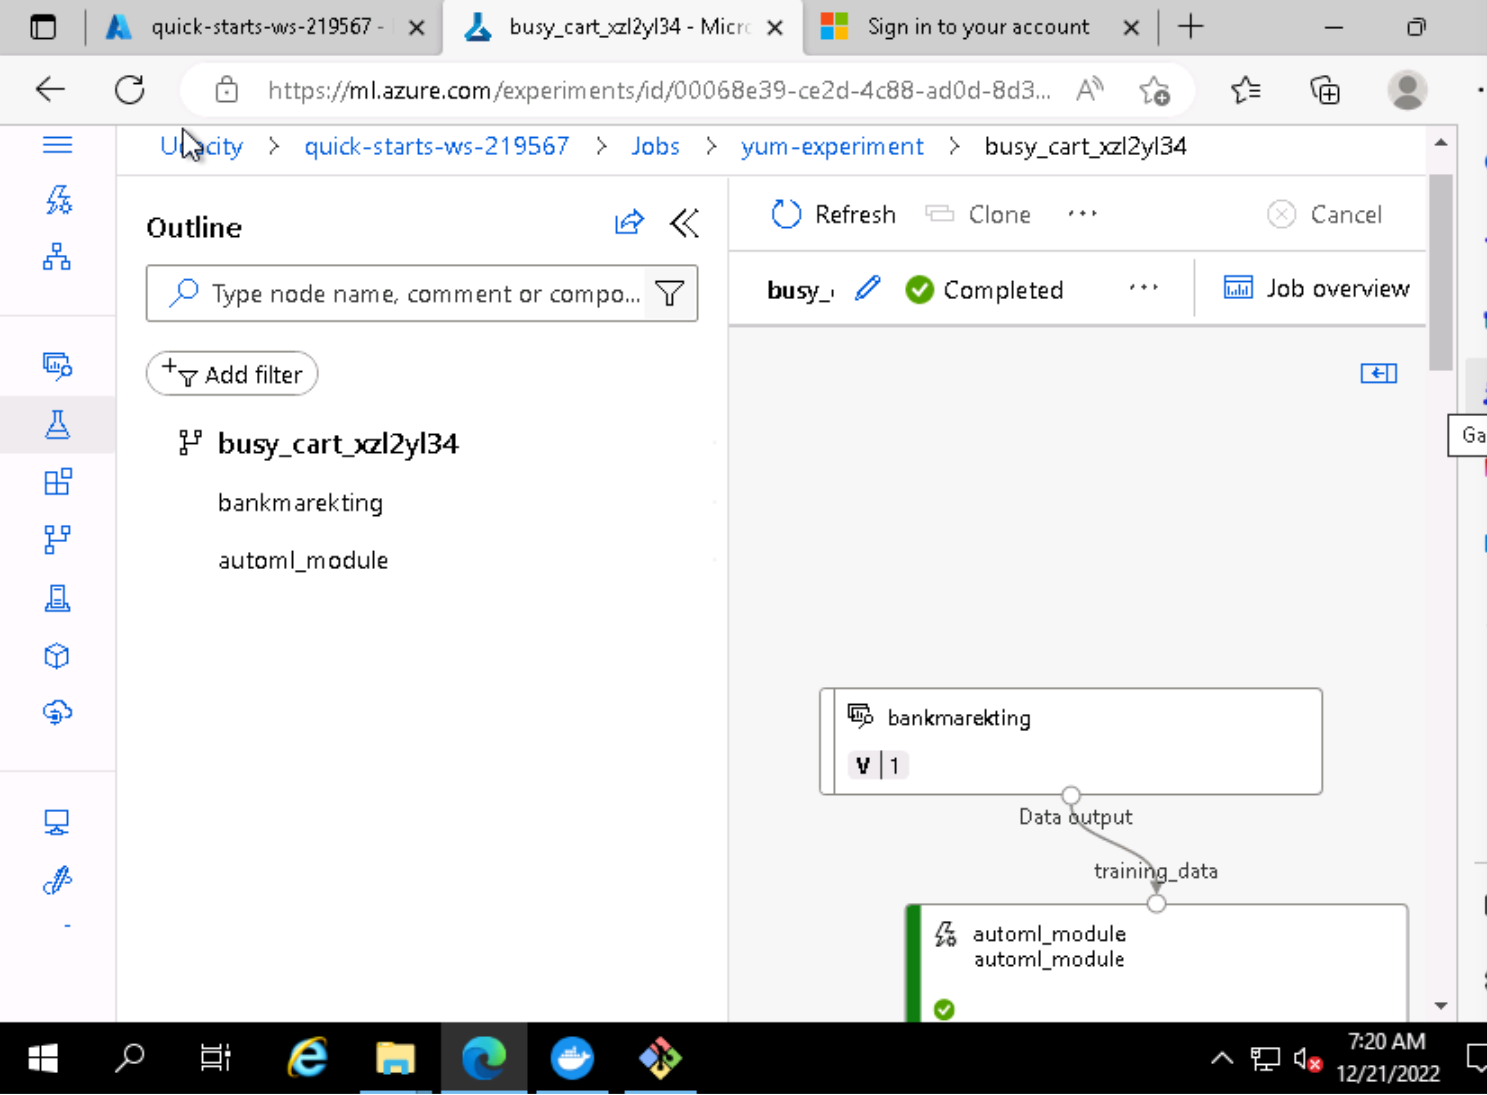 quick-starts-ws-219567 -
busy_cart_xzl2yl34 - Micro
Sign in to your account
https://ml.azure.com/experiments/id/00068e39-ce2d-4c88-ad0d-8d3...
> quick-starts-ws-219567 > Jobs > yum-experiment > busy_cart_xzl2yl34
Outline
Refresh
Clone
Cancel
Type node name, comment or compo...
busy_
Completed
Job overview
Add filter
busy_cart_xzl2yl34
bankmarekting
automl_module
Ga
bankmarekting
V | 1
Data output
training_data
automl_module
automl_module
7:20 AM
12/21/2022